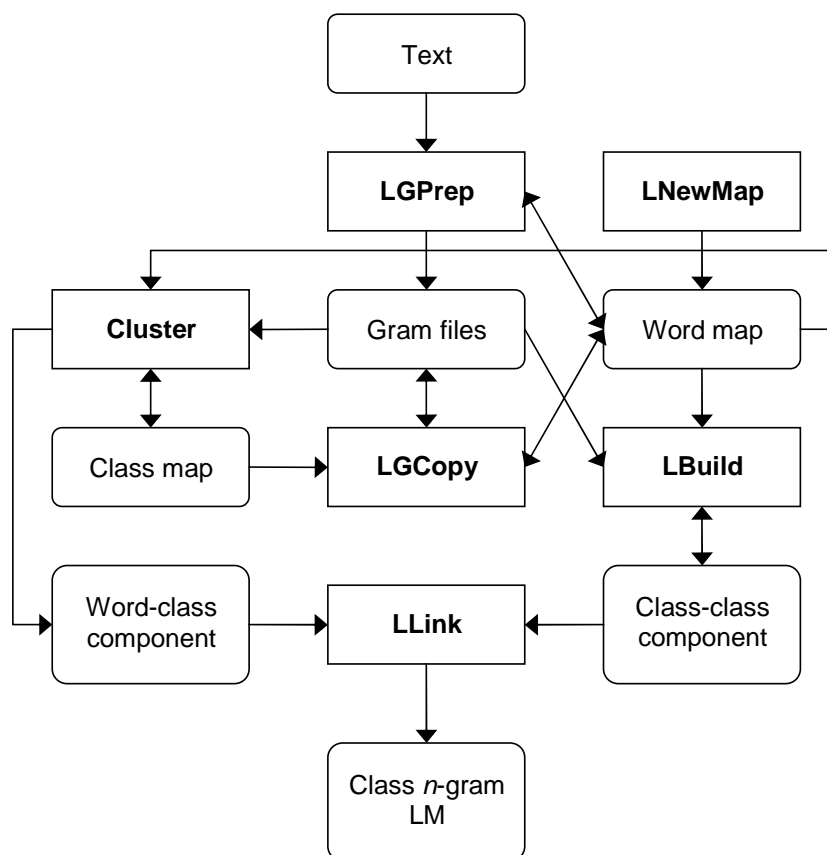 Text
LGPrep
LNewMap
Cluster
Gram files
Word map
Class map
LGCopy
LBuild
Word-class
component
LLink
Class-class
component
Class n-gram
LM